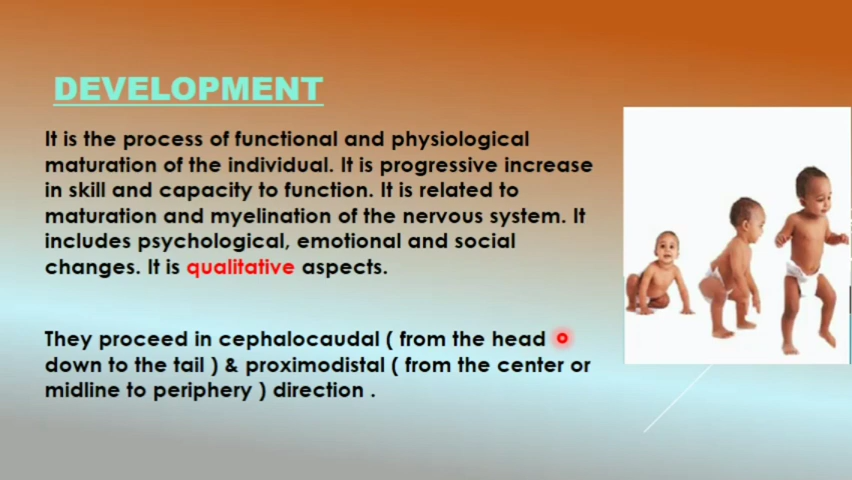 DEVELOPMENT
It is the process of functional and physiological
maturation of the individual. It is progressive increase
in skill and capacity to function. It is related to
maturation and myelination of the nervous system. It
includes psychological, emotional and social
changes. It is qualitative aspects.
They proceed in cephalocaudal ( from the head
down to the tail ) & proximodistal ( from the center or
midline to periphery ) direction .